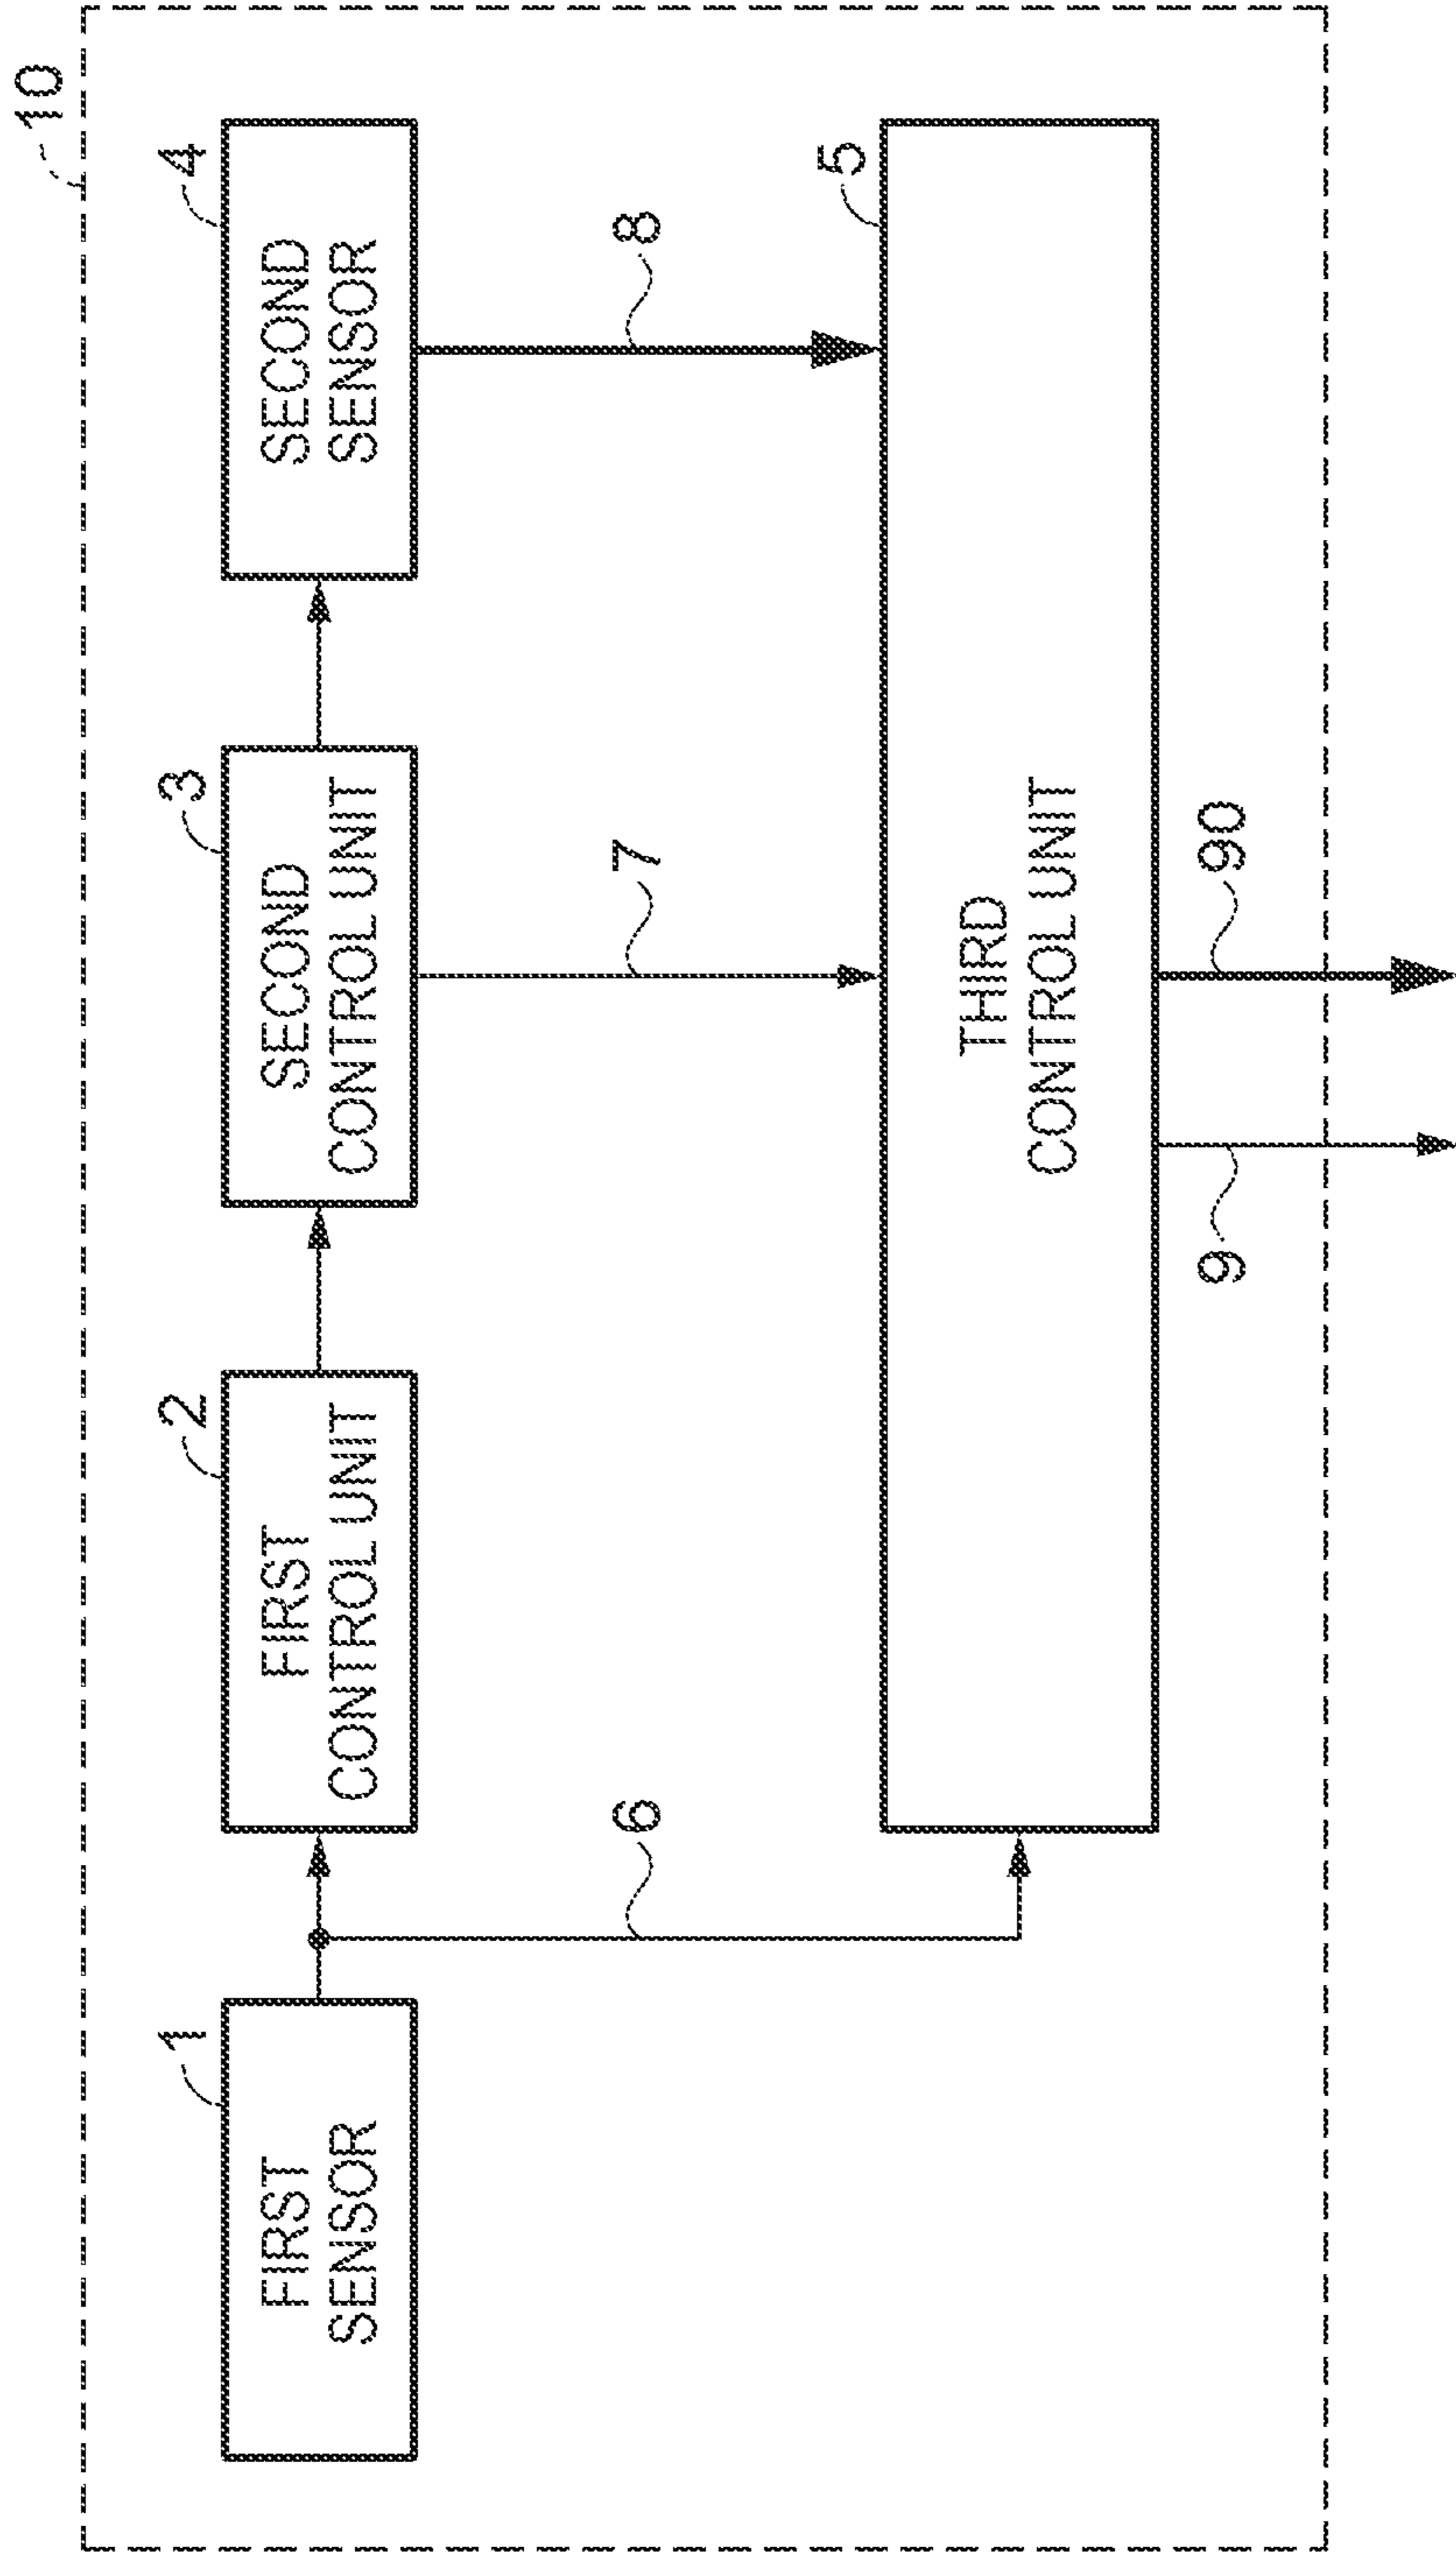 10
1
FIRST
SENSOR
2
FIRST
CONTROL UNIT
3
SECOND
CONTROL UNIT
4
SECOND
SENSOR
6
7
8
5
THIRD
CONTROL UNIT
9
90